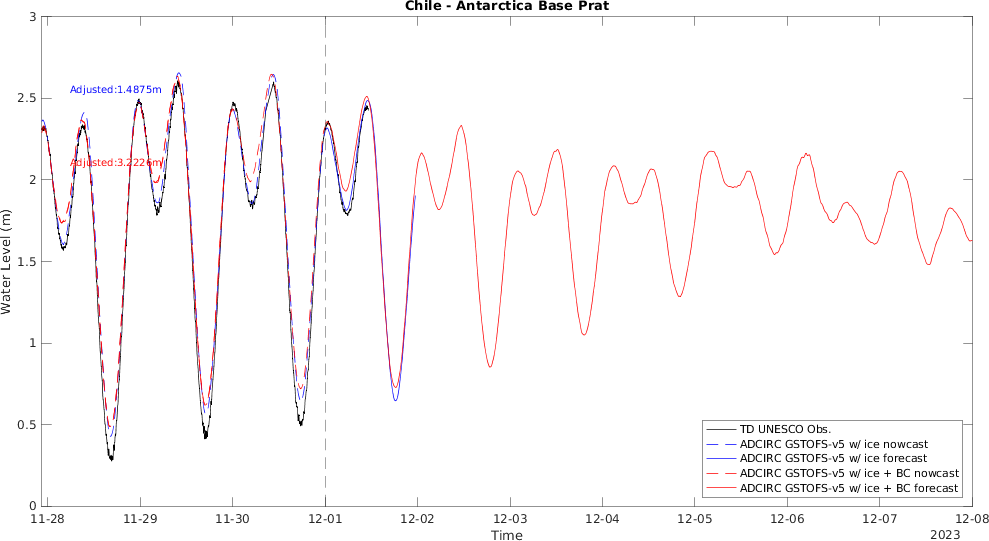 Chile - Antarctica Base Prat
3
2.5
2
1.5
1
0.5
0
Water Level (m)
Adjusted:1.4875m
Adjusted:3.2226m
TD UNESCO Obs.
ADCIRC GSTOFS-v5 w/ ice nowcast
ADCIRC GSTOFS-v5 w/ ice forecast
ADCIRC GSTOFS-v5 w/ ice + BC nowcast
ADCIRC GSTOFS-v5 w/ ice + BC forecast
11-28 11-29 11-30 12-01 12-02 12-03 12-04 12-05 12-06 12-07 12-08
Time
2023